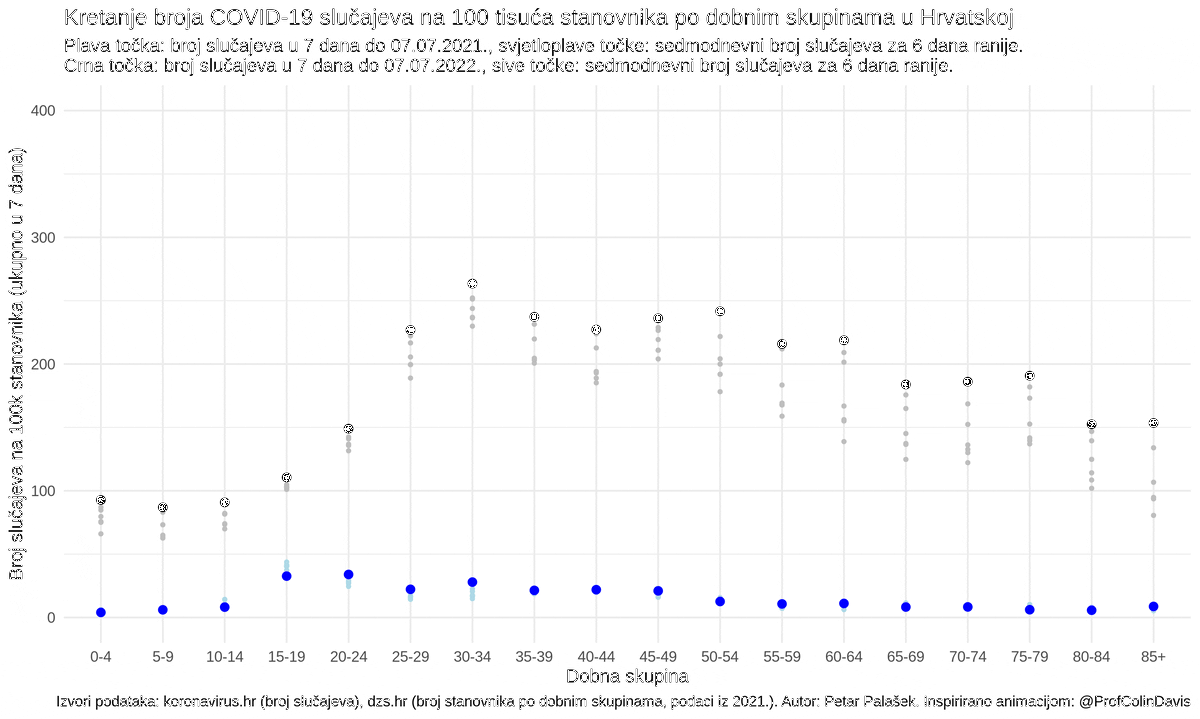 Kretanje broja COVID-19 slučajeva na 100 tisuća stanovnika po dobnim skupinama u Hrvatskoj
Plava točka: broj slučajeva u 7 dana do 07.07.2021., svjetloplave točke: sedmodnevni broj slučajeva za 6 dana ranije.
Crna točka: broj slučajeva u 7 dana do 07.07.2022., sive točke: sedmodnevni broj slučajeva za 6 dana ranije.
Broj slučajeva na 100k stanovnika (ukupno u 7 dana)
400
300
200
100
0
0-4 5-9 10-14 15-19 20-24 25-29 30-34 35-39 40-44 45-49 50-54 55-59 60-64 65-69 70-74 75-79 80-84 85+
Dobna skupina
Izvori podataka: koronavirus.hr (broj slučajeva), dzs.hr (broj stanovnika po dobnim skupinama, podaci iz 2021.). Autor: Petar Palašek. Inspirirano animacijom: @ProfColinDavis